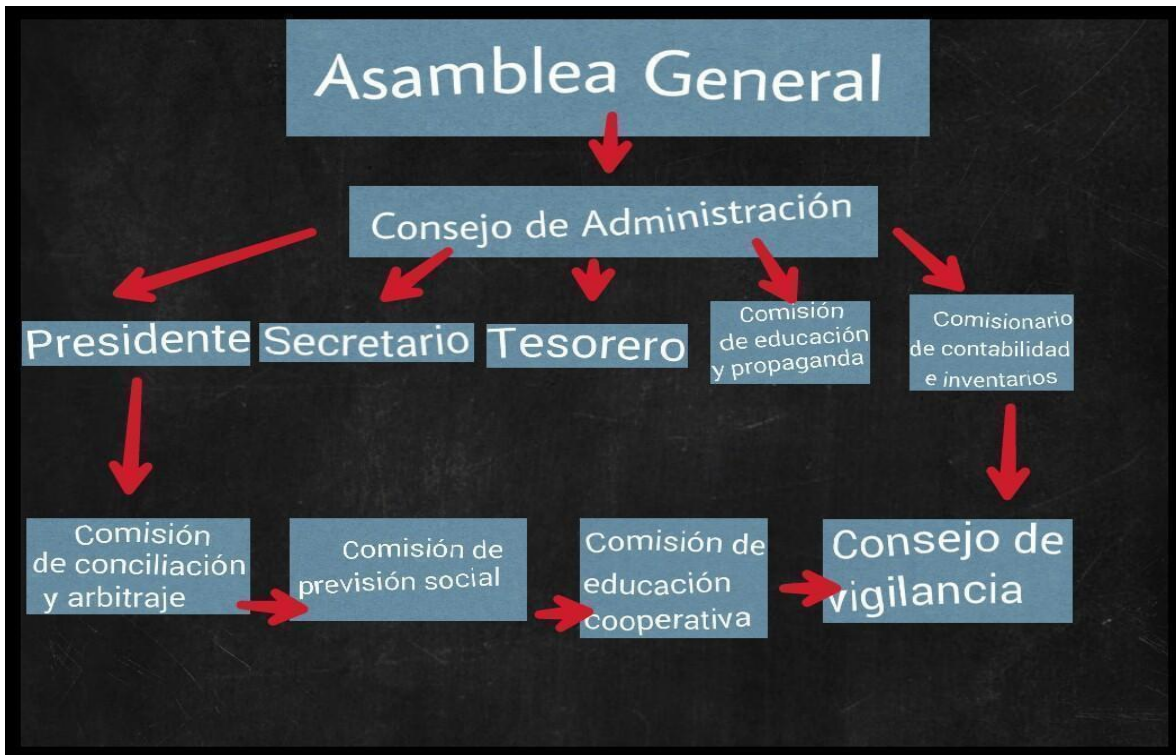 Asamblea General
Consejo de Administración
Presidente
Secretario
Tesorero
Comisión
de educación
y propaganda
Comisionario
de contabilidad
e inventarios
Comisión
de conciliación
y arbitraje
Comisión de
previsión social
Comisión de
educación
cooperativa
Consejo de
vigilancia